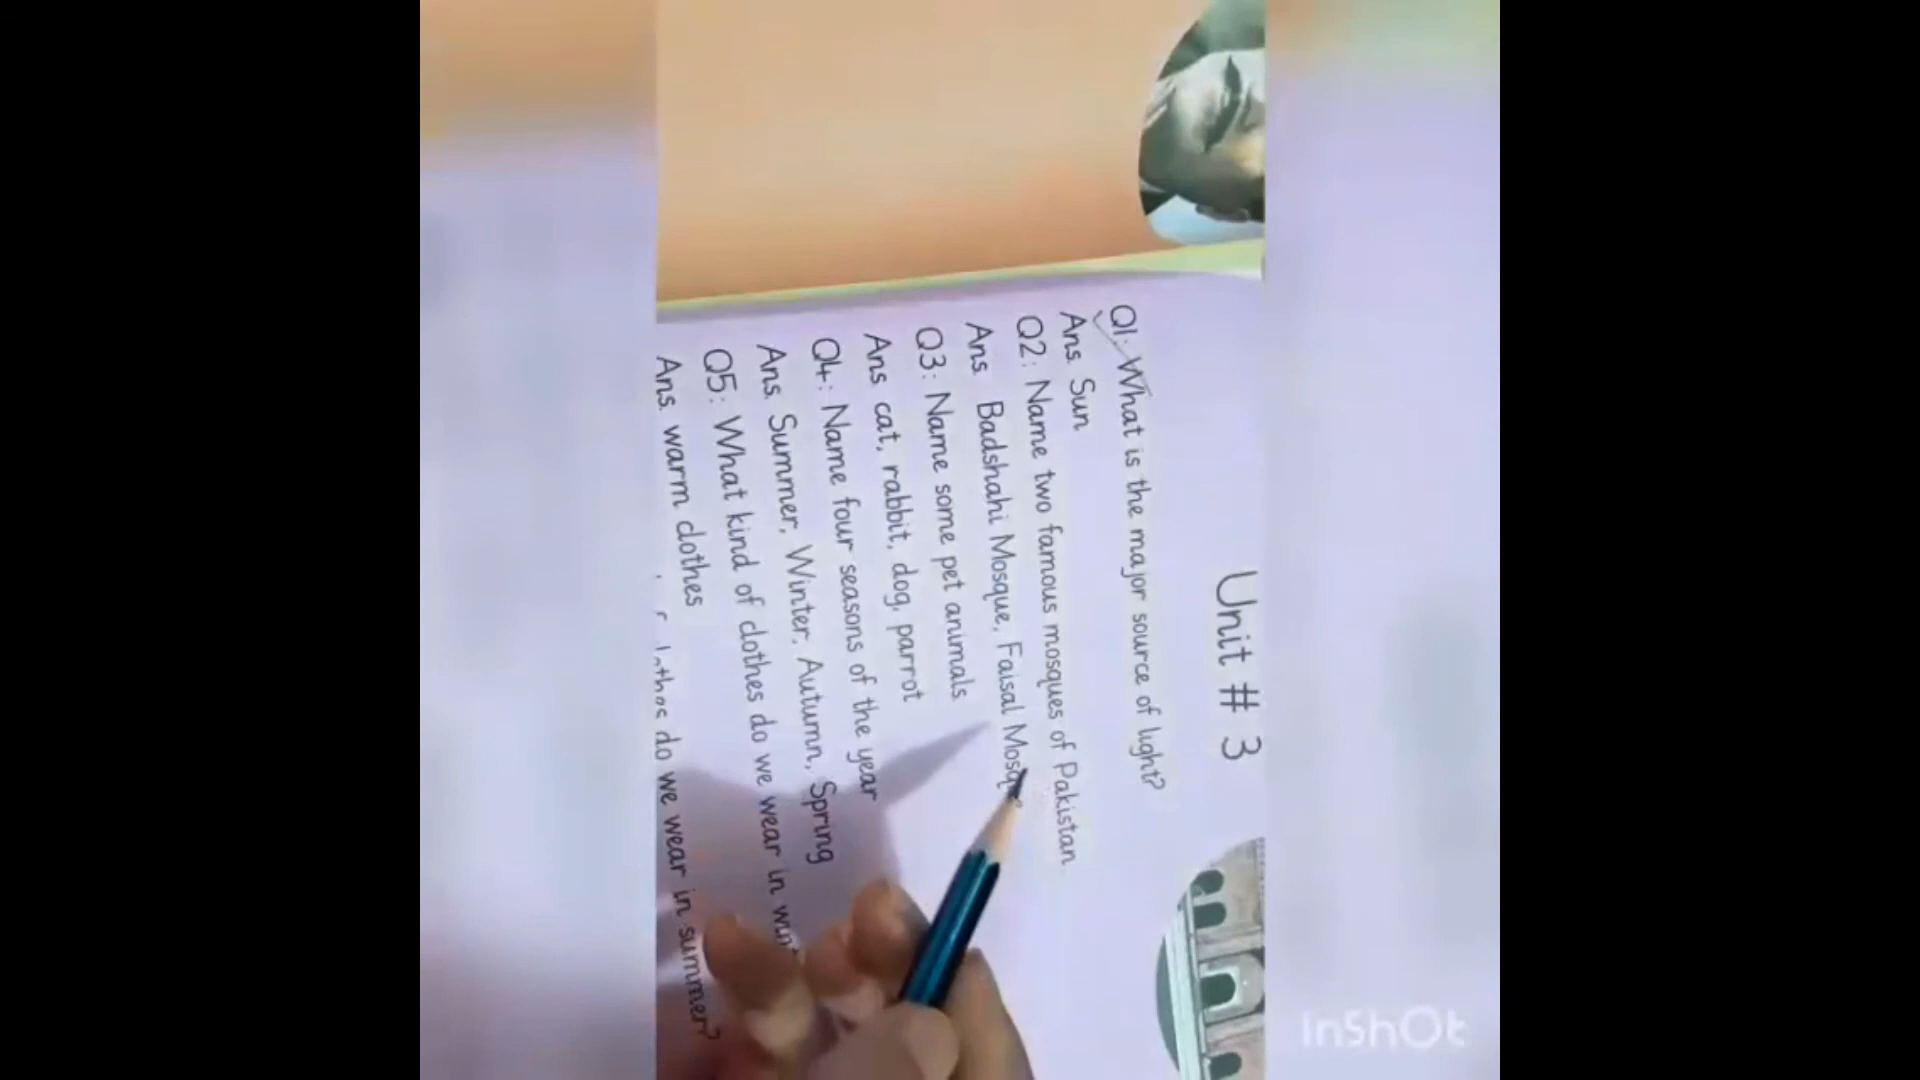 Unit # 3
Q1: What is the major source of light?
Ans. Sun
Q2: Name two famous mosques of Pakistan.
Ans. Badshahi Mosque, Faisal
Q3: Name some pet animals
Ans cat, rabbit, dog, parrot
Q4: Name four seasons of the year
Ans. Summer, Winter, Autumn, Spring
Q5: What kind of clothes do we wear in
Ans. warm clothes
do we wear in summer?
InShOt